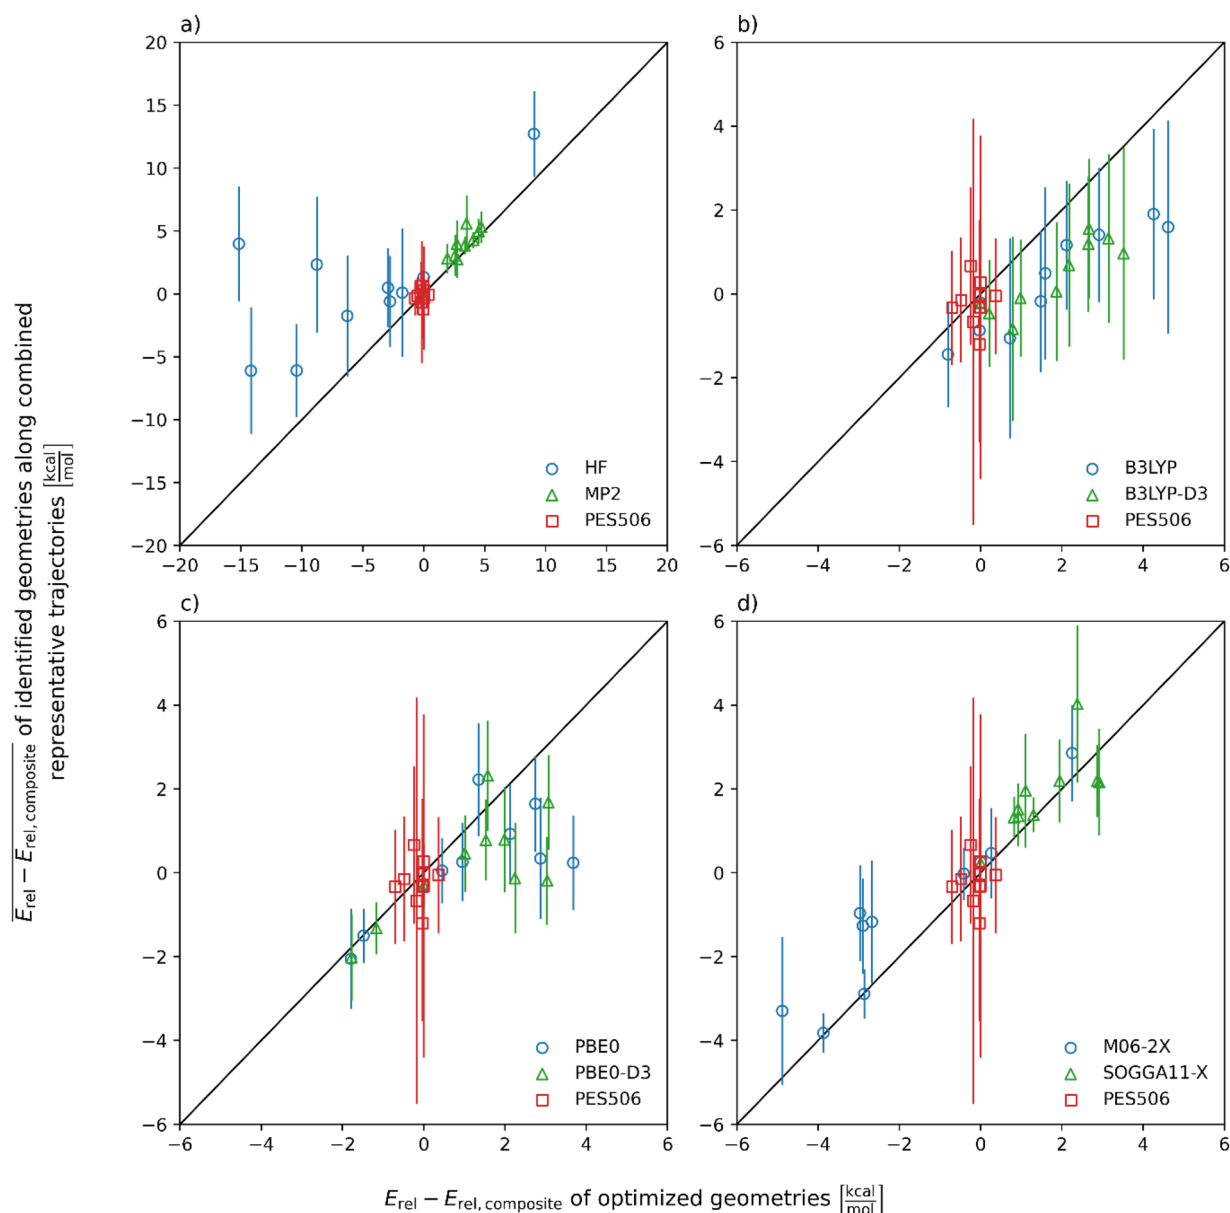 a)
20
15
10
5
0
−5
−10
−15
−20
−20 −15 −10 −5 0 5 10 15 20
HF
MP2
PES506
b)
6
4
2
0
−2
−4
−6
−6 −4 −2 0 2 4 6
B3LYP
B3LYP-D3
PES506
c)
6
4
2
0
−2
−4
−6
−6 −4 −2 0 2 4 6
PBE0
PBE0-D3
PES506
d)
6
4
2
0
−2
−4
−6
−6 −4 −2 0 2 4 6
M06-2X
SOGGA11-X
PES506
E_rel − E_rel, composite of identified geometries along combined
representative trajectories [kcal/mol]
E_rel − E_rel, composite of optimized geometries [kcal/mol]